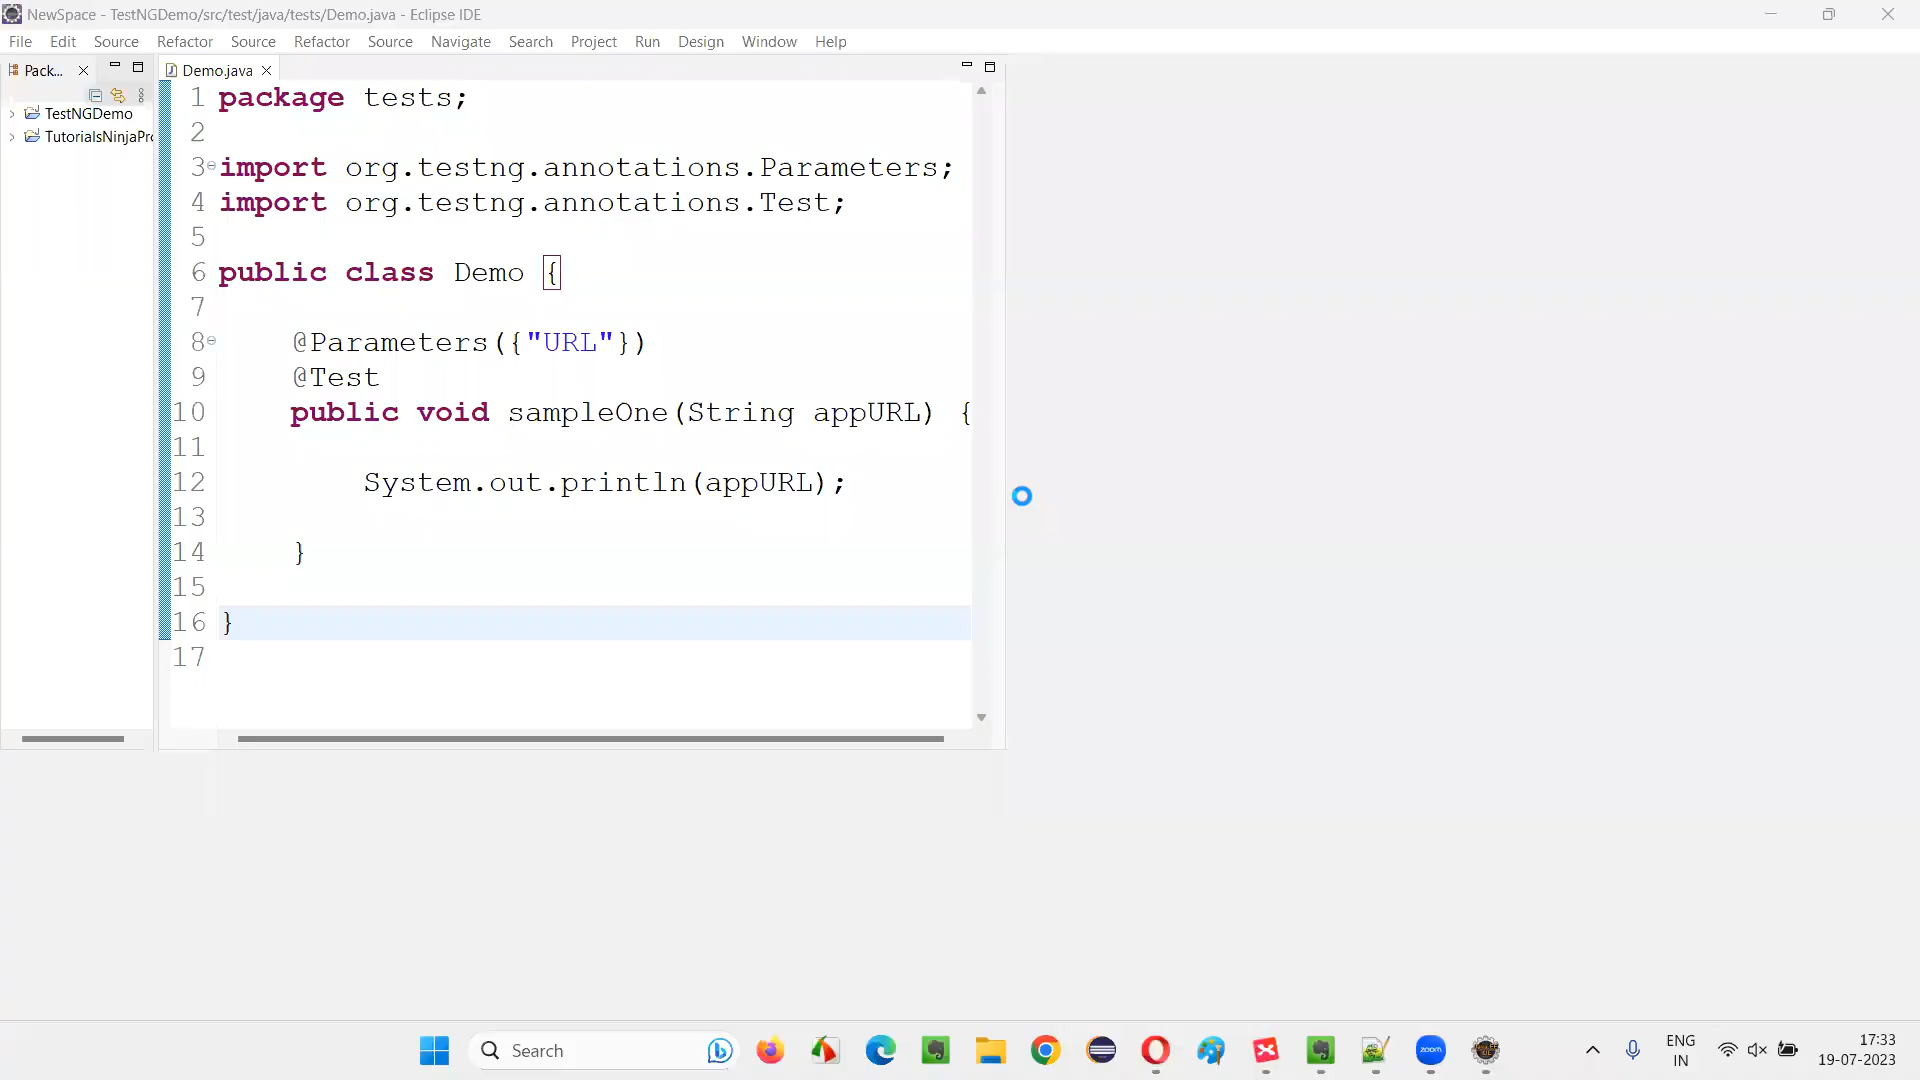 NewSpace - TestNGDemo/src/test/java/tests/Demo.java - Eclipse IDE
File Edit Source Refactor Source Refactor Source Navigate Search Project Run Design Window Help
Pack...
Demo.java
TestNGDemo
TutorialsNinjaPro
1 package tests;
2
3 import org.testng.annotations.Parameters;
4 import org.testng.annotations.Test;
5
6 public class Demo {
7
8 @Parameters({"URL"})
9 @Test
10 public void sampleOne(String appURL) {
11
12 System.out.println(appURL);
13
14 }
15
16 }
17
Search
zoom
ENG
IN
17:33
19-07-2023